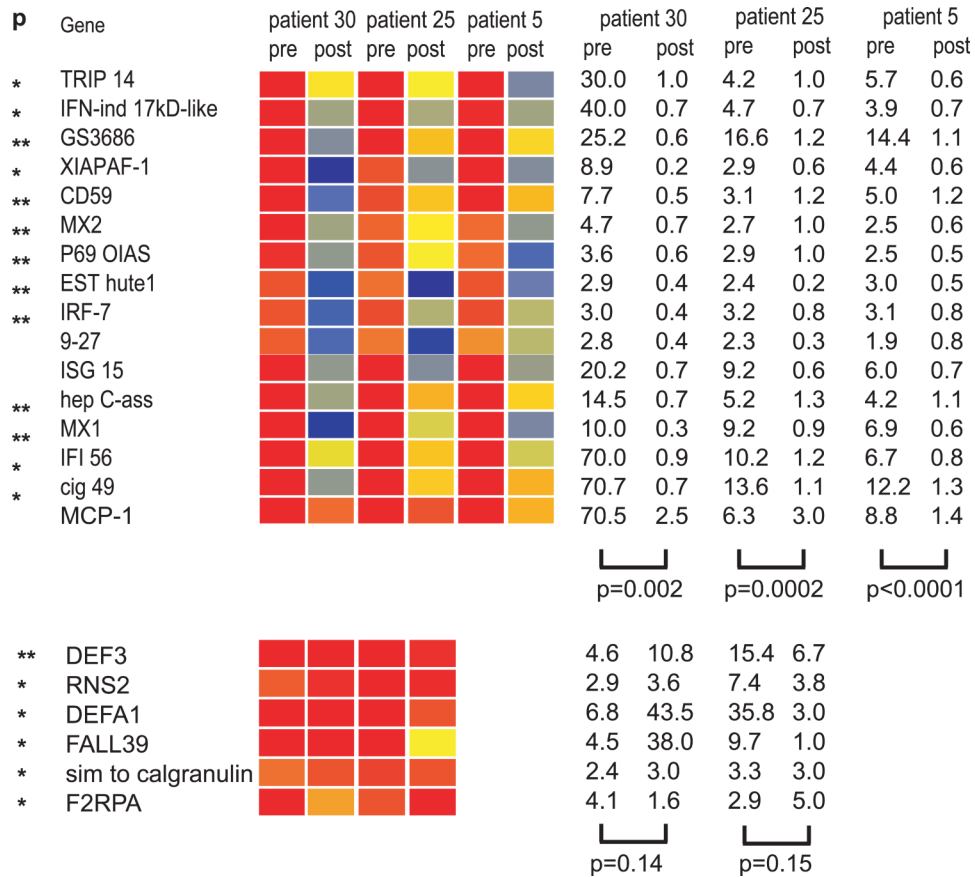 p Gene patient 30 patient 25 patient 5 patient 30 patient 25 patient 5
pre post pre post pre post pre post pre post pre post
* TRIP 14 30.0 1.0 4.2 1.0 5.7 0.6
* IFN-ind 17kD-like 40.0 0.7 4.7 0.7 3.9 0.7
** GS3686 25.2 0.6 16.6 1.2 14.4 1.1
* XIAPAF-1 8.9 0.2 2.9 0.6 4.4 0.6
** CD59 7.7 0.5 3.1 1.2 5.0 1.2
** MX2 4.7 0.7 2.7 1.0 2.5 0.6
** P69 OIAS 3.6 0.6 2.9 1.0 2.5 0.5
** EST hute1 2.9 0.4 2.4 0.2 3.0 0.5
** IRF-7 3.0 0.4 3.2 0.8 3.1 0.8
9-27 2.8 0.4 2.3 0.3 1.9 0.8
ISG 15 20.2 0.7 9.2 0.6 6.0 0.7
** hep C-ass 14.5 0.7 5.2 1.3 4.2 1.1
** MX1 10.0 0.3 9.2 0.9 6.9 0.6
* IFI 56 70.0 0.9 10.2 1.2 6.7 0.8
* cig 49 70.7 0.7 13.6 1.1 12.2 1.3
MCP-1 70.5 2.5 6.3 3.0 8.8 1.4
p=0.002 p=0.0002 p<0.0001
** DEF3 4.6 10.8 15.4 6.7
* RNS2 2.9 3.6 7.4 3.8
* DEFA1 6.8 43.5 35.8 3.0
* FALL39 4.5 38.0 9.7 1.0
* sim to calgranulin 2.4 3.0 3.3 3.0
* F2RPA 4.1 1.6 2.9 5.0
p=0.14 p=0.15